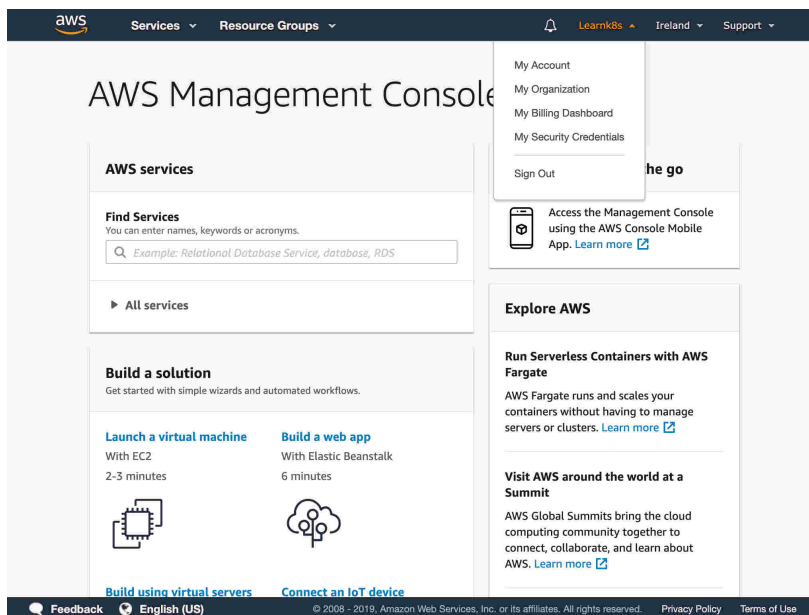 aws
Services
Resource Groups
Learnk8s
Ireland
Support
My Account
My Organization
My Billing Dashboard
My Security Credentials
Sign Out
AWS Management Console
AWS services
Find Services
You can enter names, keywords or acronyms.
Example: Relational Database Service, database, RDS
All services
he go
Access the Management Console
using the AWS Console Mobile
App. Learn more
Build a solution
Get started with simple wizards and automated workflows.
Launch a virtual machine
With EC2
2-3 minutes
Build a web app
With Elastic Beanstalk
6 minutes
Build using virtual servers
Connect an IoT device
Explore AWS
Run Serverless Containers with AWS
Fargate
AWS Fargate runs and scales your
containers without having to manage
servers or clusters. Learn more
Visit AWS around the world at a
Summit
AWS Global Summits bring the cloud
computing community together to
connect, collaborate, and learn about
AWS. Learn more
Feedback
English (US)
© 2008 - 2019, Amazon Web Services, Inc. or its affiliates. All rights reserved.
Privacy Policy
Terms of Use